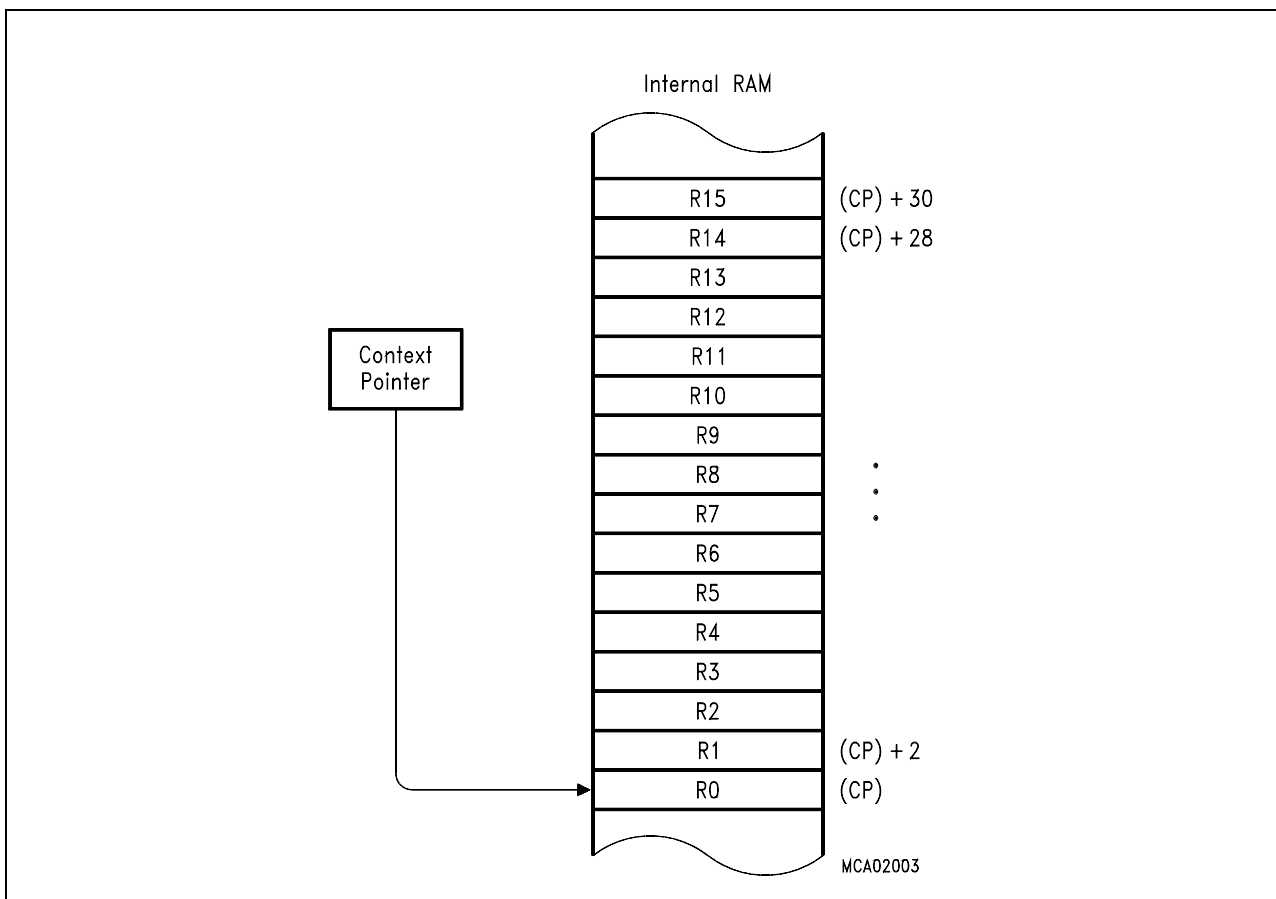 Internal RAM
R15 (CP) + 30
R14 (CP) + 28
R13
R12
Context
Pointer
R11
R10
R9
R8
R7
R6
R5
R4
R3
R2
R1 (CP) + 2
R0 (CP)
MCA02003